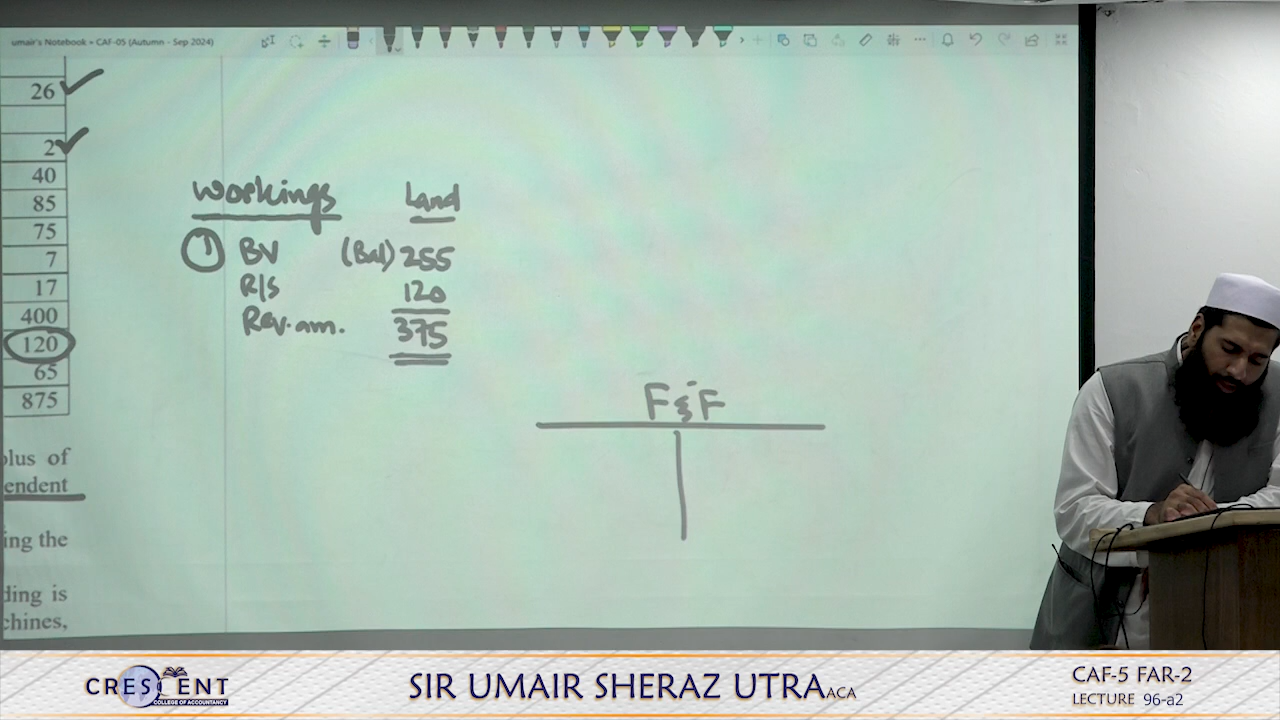 umair's Notebook » CAF-05 (Autumn - Sep 2024)
26
2
40
85
75
7
17
400
120
65
875
plus of
endent
ing the
ding is
chines,
Workings Land
1 BV (Bal) 255
R/S 120
Rev. am. 375
F & F
CRESCENT
COLLEGE OF ACCOUNTANCY
SIR UMAIR SHERAZ UTRA ACA
CAF-5 FAR-2
LECTURE 96-a2